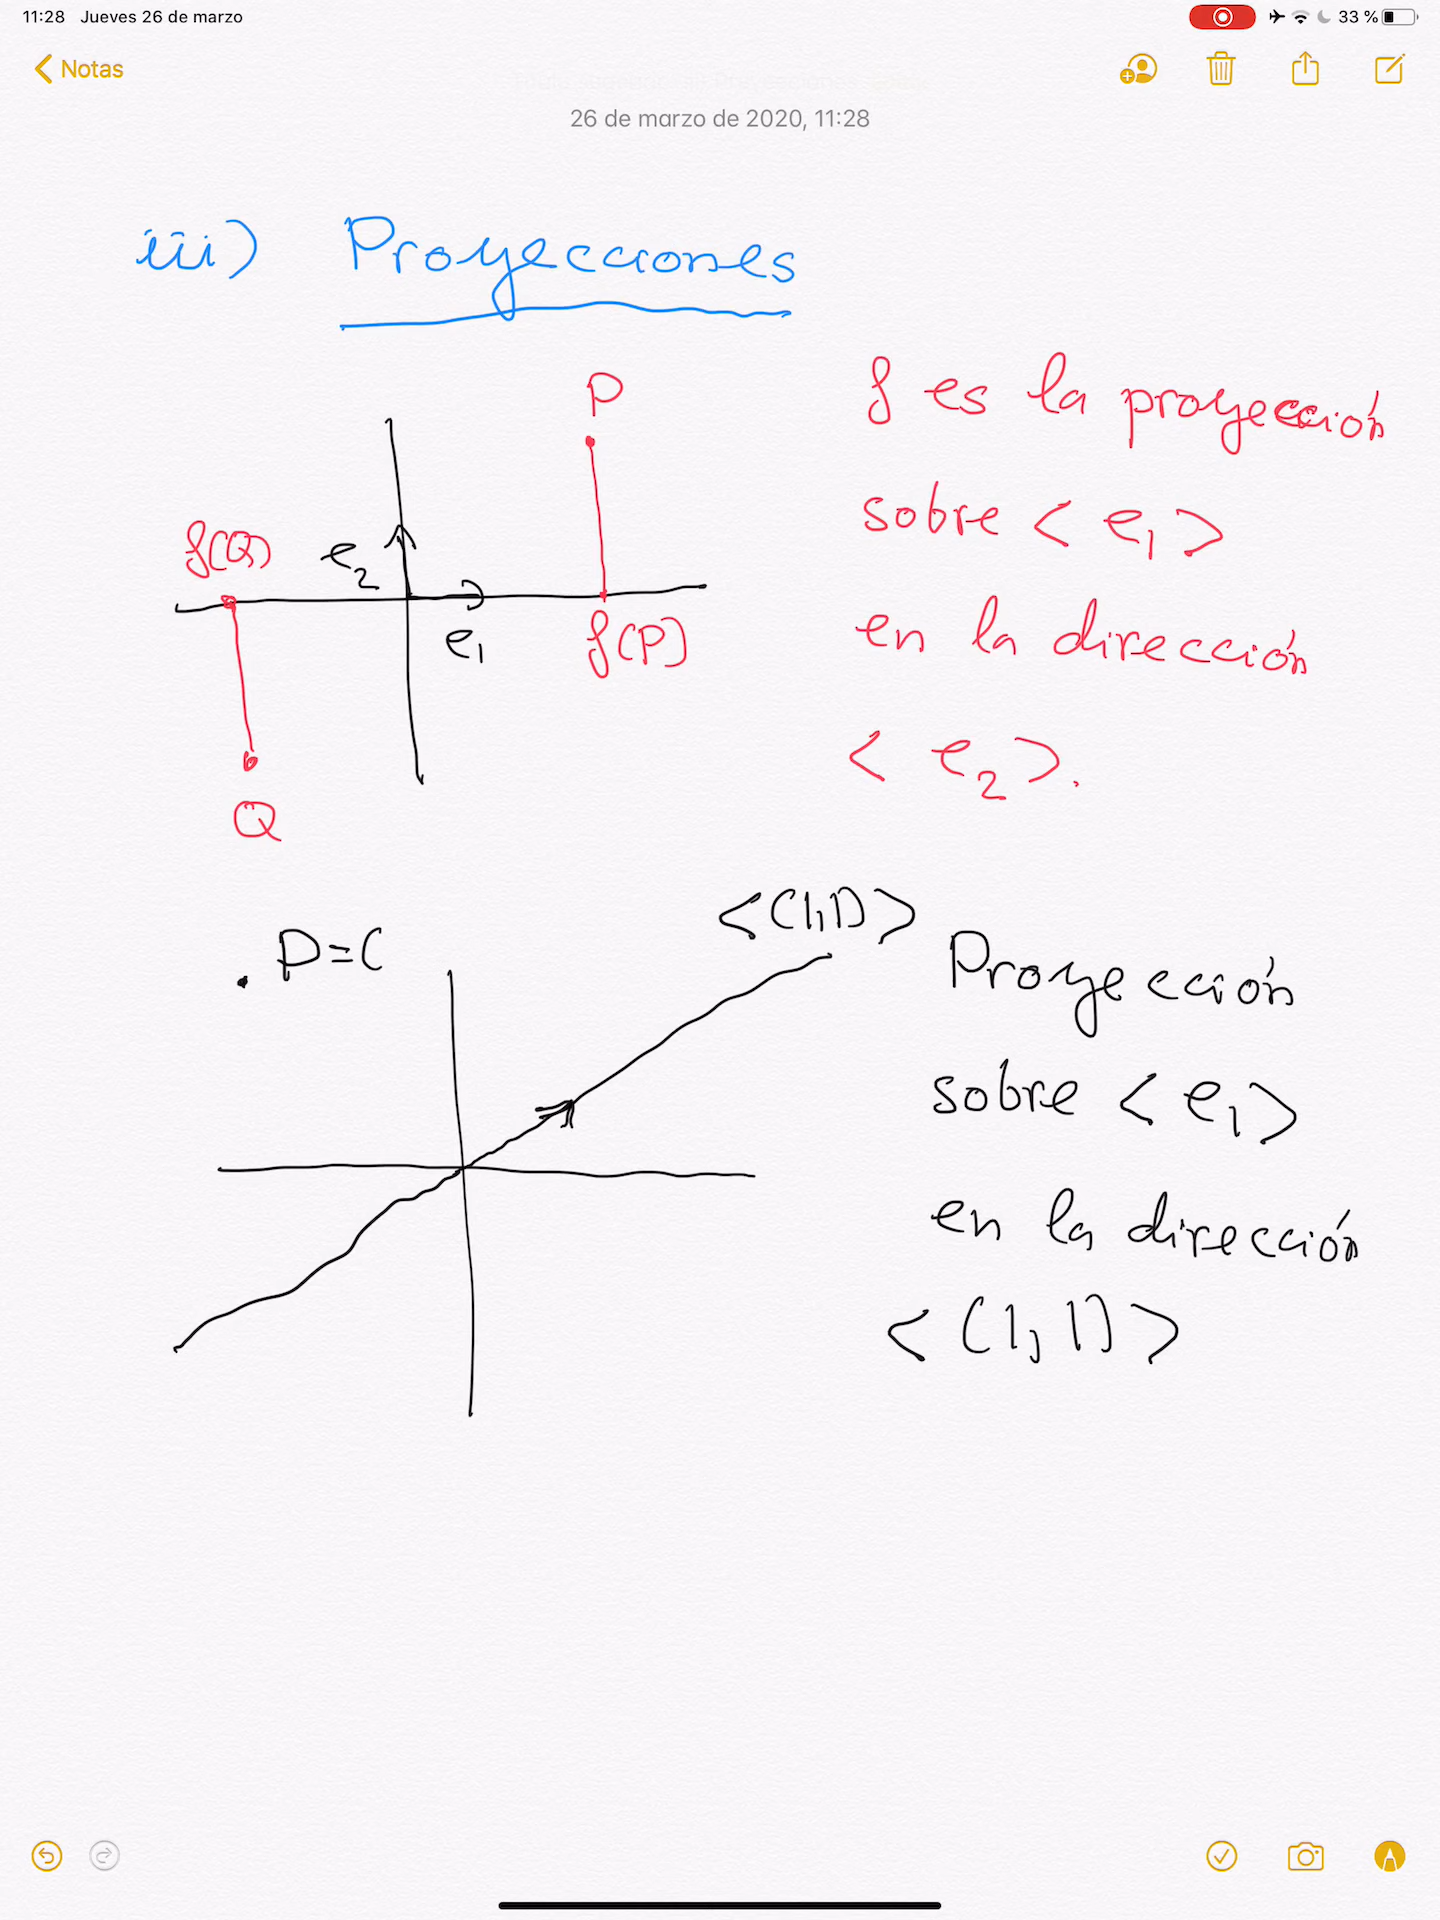 11:28 Jueves 26 de marzo
33 %
Notas
26 de marzo de 2020, 11:28
iii) Proyecciones
P
f es la proyección
sobre < e₁ >
f(Q)
e₂
e₁
f(P)
en la dirección
< e₂ >.
Q
<(1,1)>
. P=(
Proyección
sobre < e₁ >
en la dirección
< (1, 1) >